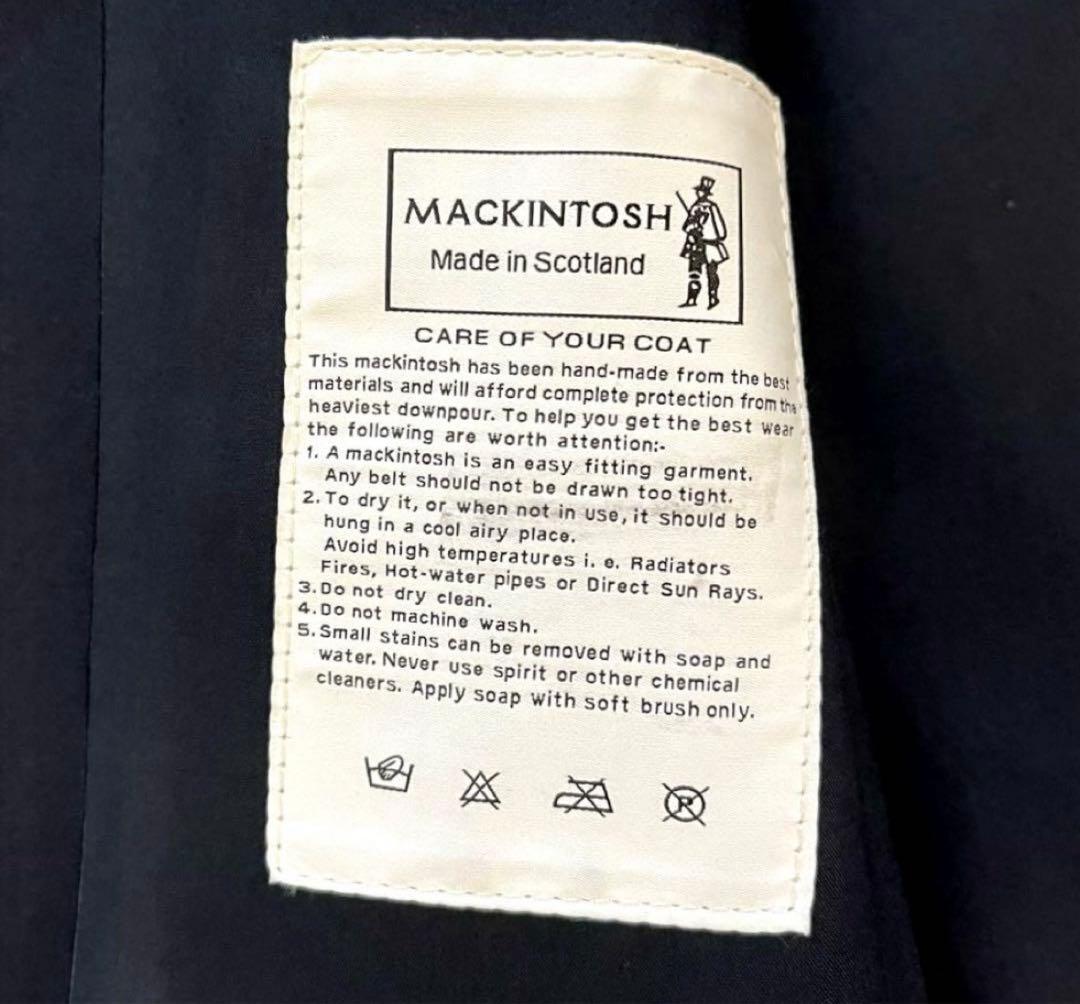 MACKINTOSH
Made in Scotland
CARE OF YOUR COAT
This mackintosh has been hand-made from the best
materials and will afford complete protection from the
heaviest downpour. To help you get the best wear
the following are worth attention:-
1. A mackintosh is an easy fitting garment.
Any belt should not be drawn too tight.
2. To dry it, or when not in use, it should be
hung in a cool airy place.
Avoid high temperatures i. e. Radiators
Fires, Hot-water pipes or Direct Sun Rays.
3. Do not dry clean.
4. Do not machine wash.
5. Small stains can be removed with soap and
water. Never use spirit or other chemical
cleaners. Apply soap with soft brush only.
R